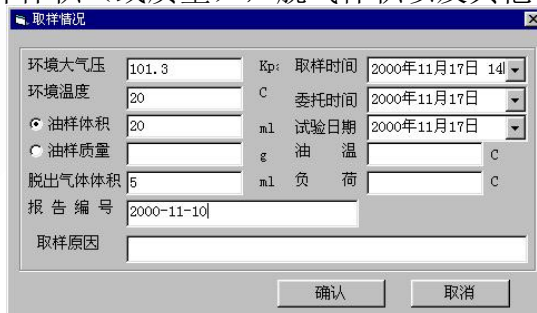 取样情况
环境大气压 101.3 Kpa 取样时间 2000年11月17日 14
环境温度 20 C 委托时间 2000年11月17日
油样体积 20 ml 试验日期 2000年11月17日
油样质量 g 油 温 C
脱出气体体积 5 ml 负 荷 C
报 告 编 号 2000-11-10
取样原因
确认 取消